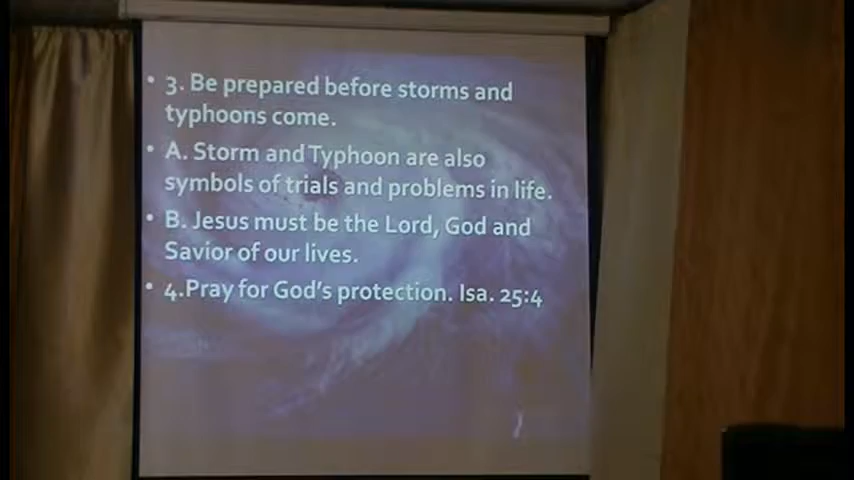 • 3. Be prepared before storms and
typhoons come.
• A. Storm and Typhoon are also
symbols of trials and problems in life.
• B. Jesus must be the Lord, God and
Savior of our lives.
• 4.Pray for God's protection. Isa. 25:4